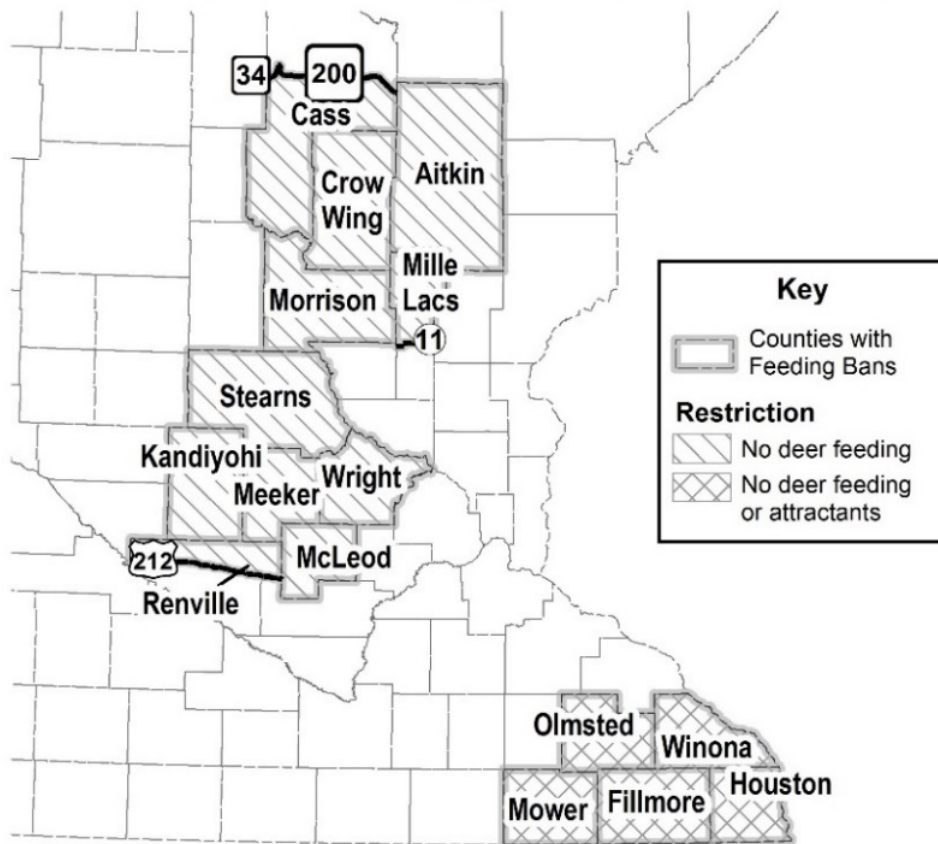 34
200
Cass
Aitkin
Crow
Wing
Mille
Lacs
Morrison
11
Stearns
Kandiyohi
Wright
Meeker
McLeod
212
Renville
Olmsted
Winona
Houston
Mower
Fillmore
Key
Counties with
Feeding Bans
Restriction
No deer feeding
No deer feeding
or attractants